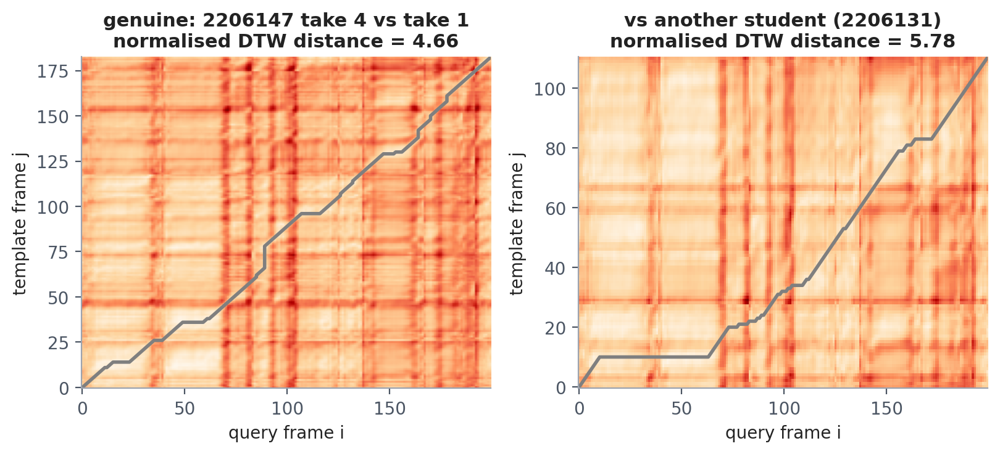 genuine: 2206147 take 4 vs take 1
normalised DTW distance = 4.66
175
150
125
100
75
50
25
0
template frame j
0
50
100
150
query frame i
vs another student (2206131)
normalised DTW distance = 5.78
100
80
60
40
20
0
template frame j
0
50
100
150
query frame i